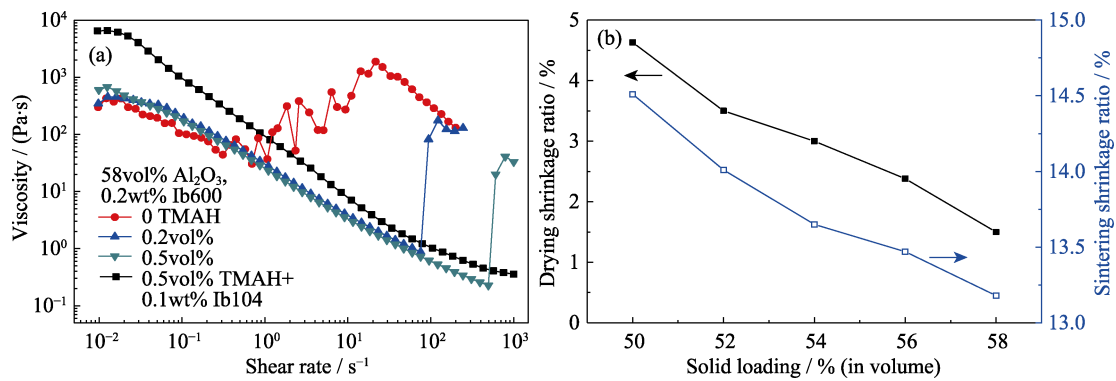 (a)
10⁴
10³
10²
10¹
10⁰
10⁻¹
Viscosity / (Pa·s)
58vol% Al₂O₃,
0.2wt% Ib600
0 TMAH
0.2vol%
0.5vol%
0.5vol% TMAH+
0.1wt% Ib104
10⁻² 10⁻¹ 10⁰ 10¹ 10² 10³
Shear rate / s⁻¹
(b)
5
4
3
2
1
0
Drying shrinkage ratio / %
15.0
14.5
14.0
13.5
13.0
Sintering shrinkage ratio / %
50 52 54 56 58
Solid loading / % (in volume)